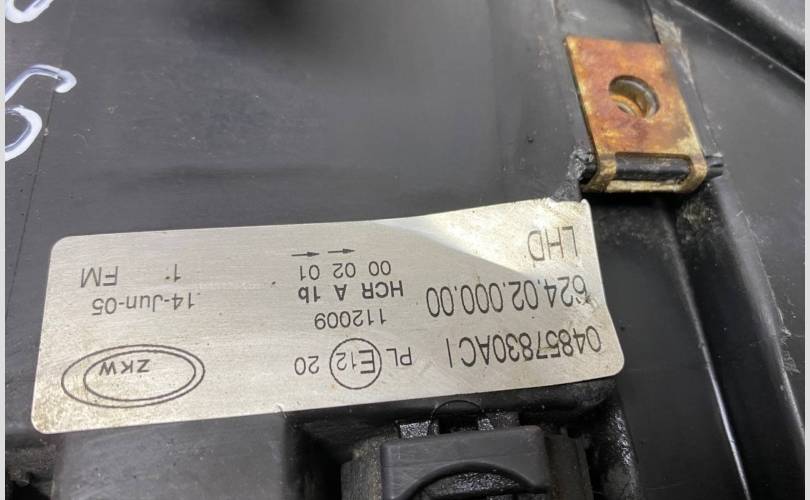 04857830AC I
624.02.000.00
LHD
PL E12 20
112009
HCR A 1b
00 02 01
ZKW
14-Jun-05
1
FM